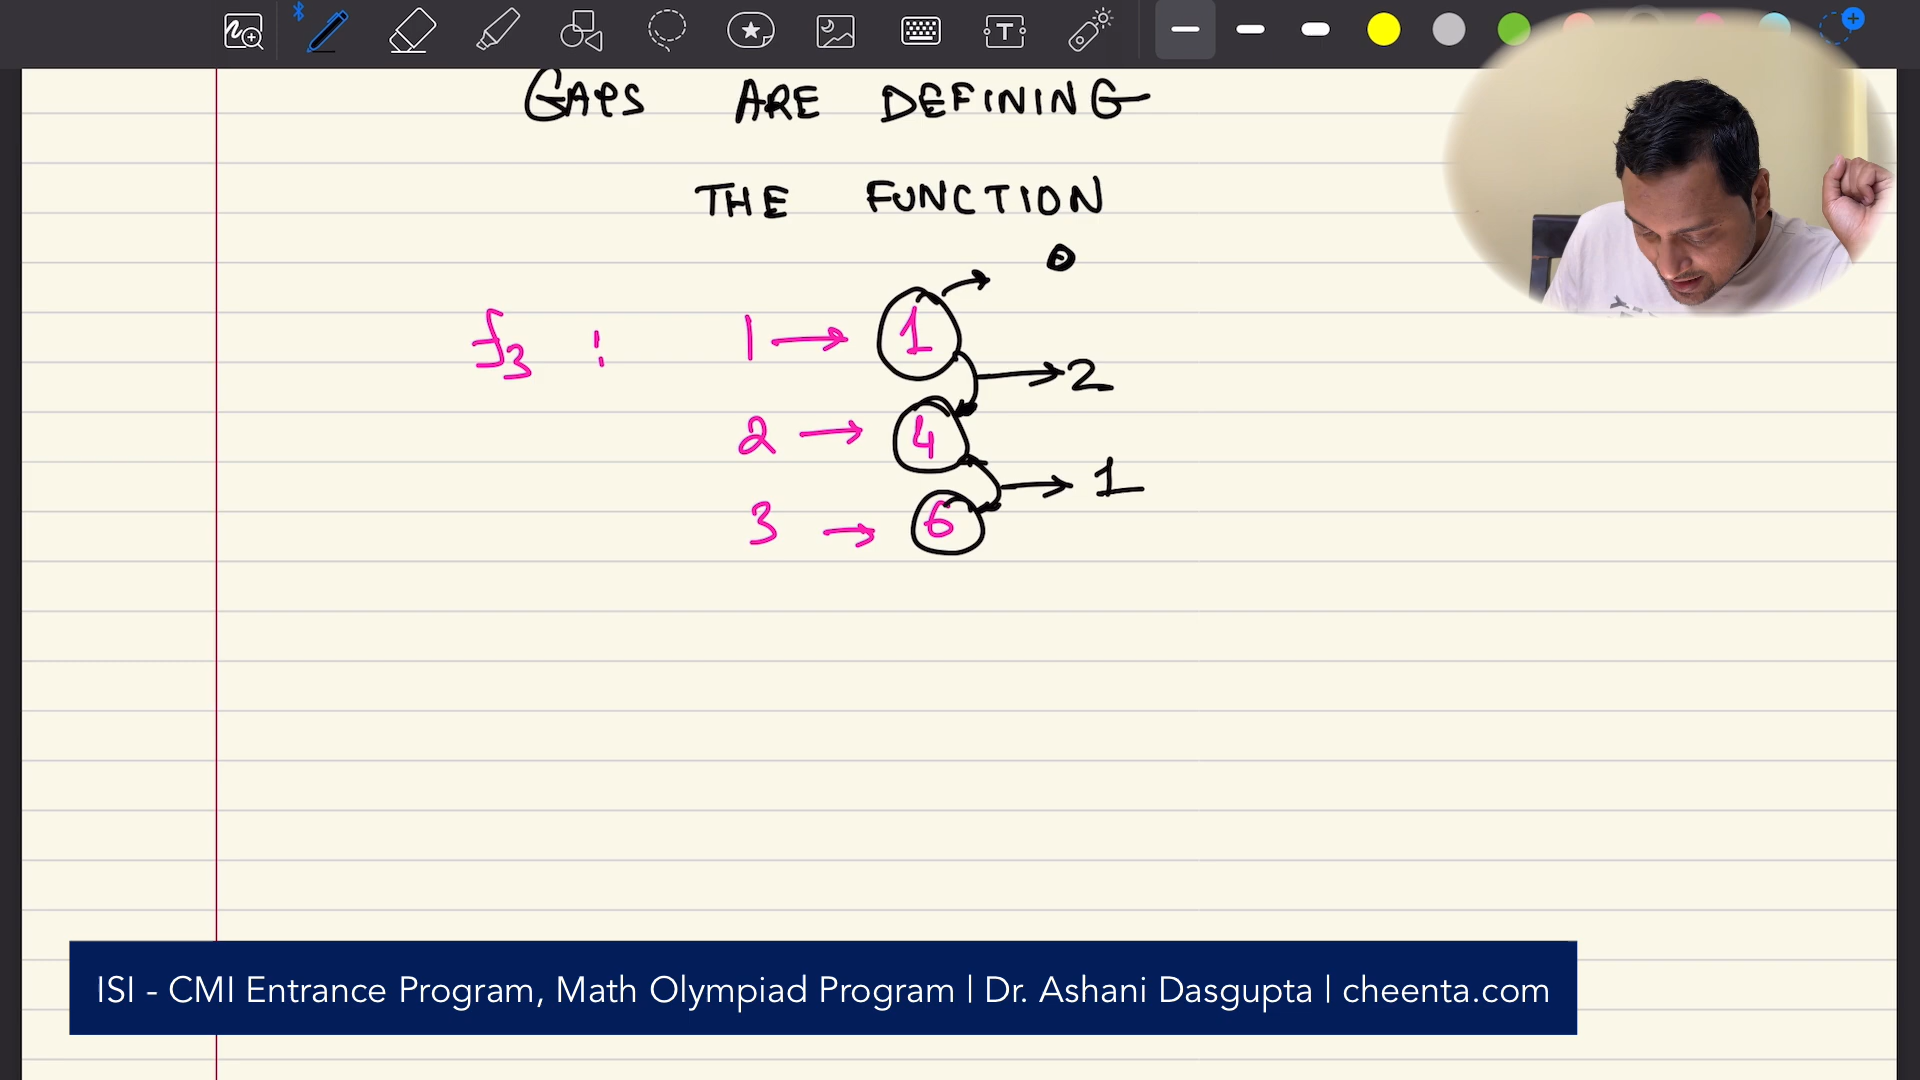 GAPS ARE DEFINING
THE FUNCTION
0
f3 : 1 → 1
→ 2
2 → 4
→ 1
3 → 6
ISI - CMI Entrance Program, Math Olympiad Program | Dr. Ashani Dasgupta | cheenta.com